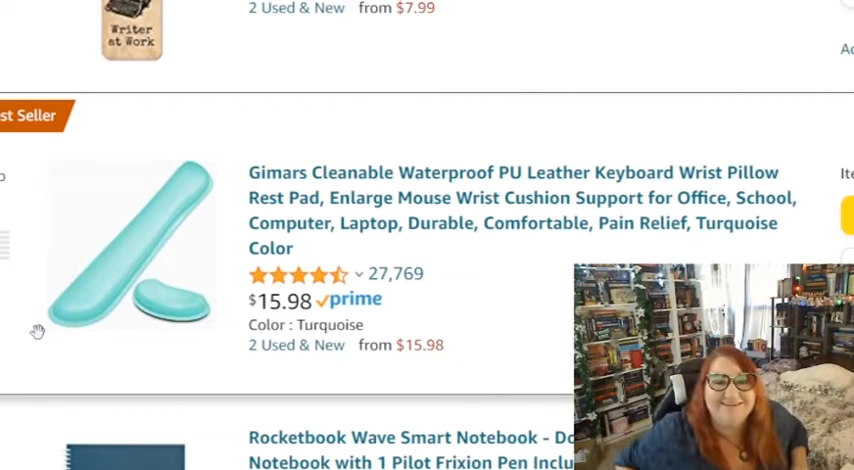 Writer
at Work
2 Used & New from $7.99
st Seller
Gimars Cleanable Waterproof PU Leather Keyboard Wrist Pillow
Rest Pad, Enlarge Mouse Wrist Cushion Support for Office, School,
Computer, Laptop, Durable, Comfortable, Pain Relief, Turquoise
Color
27,769
$15.98 prime
Color : Turquoise
2 Used & New from $15.98
Rocketbook Wave Smart Notebook - Do
Notebook with 1 Pilot Frixion Pen Inclu